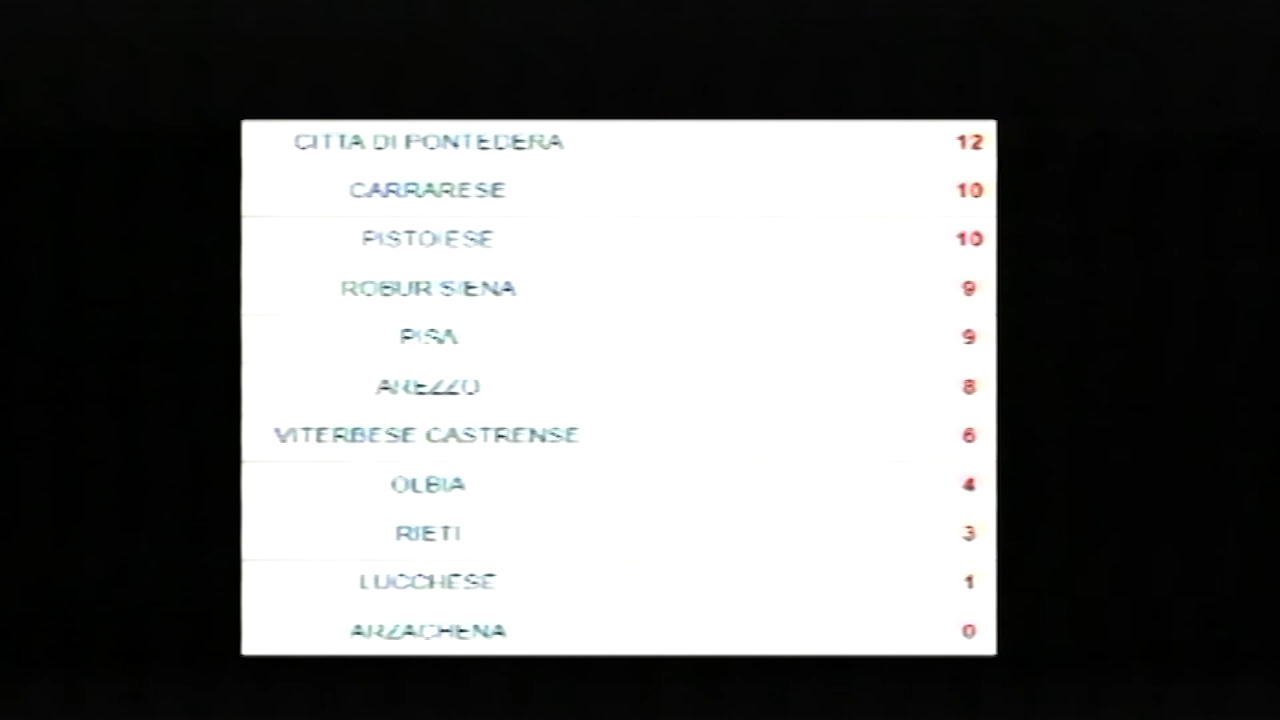 CITTA DI PONTEDERA 12
CARRARESE 10
PISTOIESE 10
ROBUR SIENA 9
PISA 9
AREZZO 8
VITERBESE CASTRENSE 6
OLBIA 4
RIETI 3
LUCCHESE 1
ARZACHENA 0